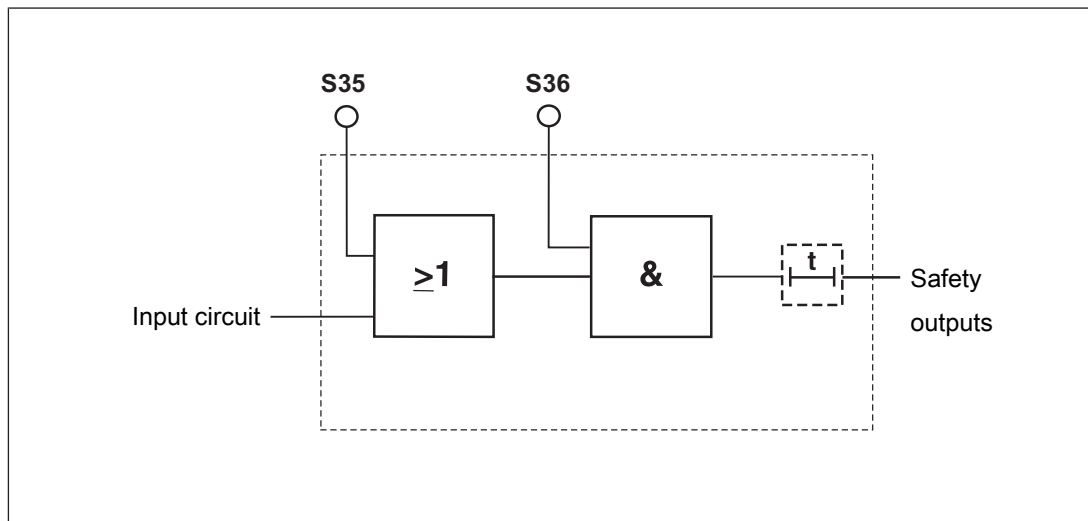 S35 S36
≥1 & t
Input circuit
Safety
outputs